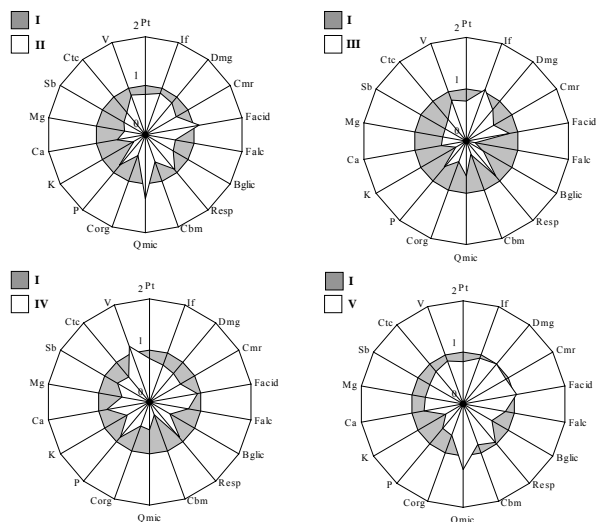 I
II
2 Pt
If
Dmg
Cmr
Facid
Falc
Bglic
Resp
Cbm
Qmic
Corg
P
K
Ca
Mg
Sb
Ctc
V
1
0
I
III
2 Pt
If
Dmg
Cmr
Facid
Falc
Bglic
Resp
Cbm
Qmic
Corg
P
K
Ca
Mg
Sb
Ctc
V
1
0
I
IV
2 Pt
If
Dmg
Cmr
Facid
Falc
Bglic
Resp
Cbm
Qmic
Corg
P
K
Ca
Mg
Sb
Ctc
V
1
0
I
V
2 Pt
If
Dmg
Cmr
Facid
Falc
Bglic
Resp
Cbm
Qmic
Corg
P
K
Ca
Mg
Sb
Ctc
V
1
0